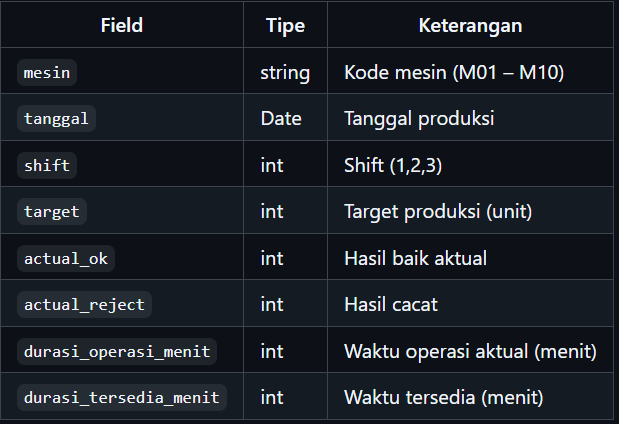 Field Tipe Keterangan
mesin string Kode mesin (M01 – M10)
tanggal Date Tanggal produksi
shift int Shift (1,2,3)
target int Target produksi (unit)
actual_ok int Hasil baik aktual
actual_reject int Hasil cacat
durasi_operasi_menit int Waktu operasi aktual (menit)
durasi_tersedia_menit int Waktu tersedia (menit)